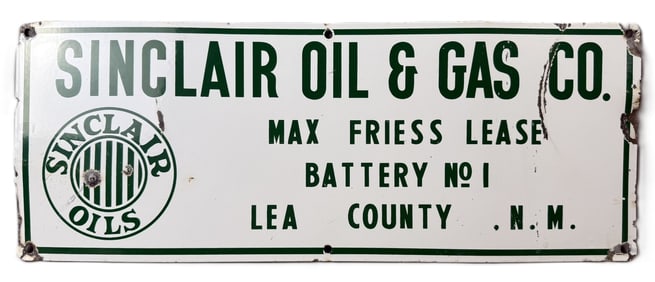 SINCLAIR OIL & GAS CO.
SINCLAIR
OILS
MAX FRIESS LEASE
BATTERY Nº 1
LEA COUNTY . N. M.